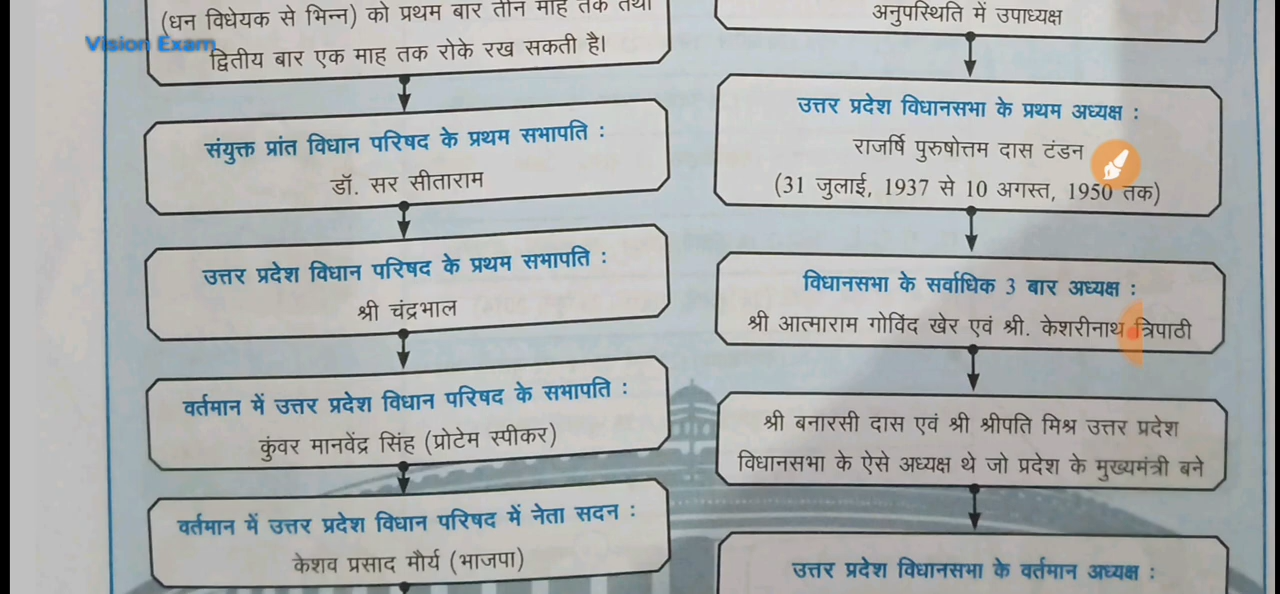 (धन विधेयक से भिन्न) को प्रथम बार तीन माह तक तथा
Vision Exam
द्वितीय बार एक माह तक रोके रख सकती है।
संयुक्त प्रांत विधान परिषद के प्रथम सभापति :
डॉ. सर सीताराम
उत्तर प्रदेश विधान परिषद के प्रथम सभापति :
श्री चंद्रभाल
वर्तमान में उत्तर प्रदेश विधान परिषद के सभापति :
कुंवर मानवेंद्र सिंह (प्रोटेम स्पीकर)
वर्तमान में उत्तर प्रदेश विधान परिषद में नेता सदन :
केशव प्रसाद मौर्य (भाजपा)
अनुपस्थिति में उपाध्यक्ष
उत्तर प्रदेश विधानसभा के प्रथम अध्यक्ष :
राजर्षि पुरुषोत्तम दास टंडन
(31 जुलाई, 1937 से 10 अगस्त, 1950 तक)
विधानसभा के सर्वाधिक 3 बार अध्यक्ष :
श्री आत्माराम गोविंद खेर एवं श्री. केशरीनाथ त्रिपाठी
श्री बनारसी दास एवं श्री श्रीपति मिश्र उत्तर प्रदेश
विधानसभा के ऐसे अध्यक्ष थे जो प्रदेश के मुख्यमंत्री बने
उत्तर प्रदेश विधानसभा के वर्तमान अध्यक्ष :